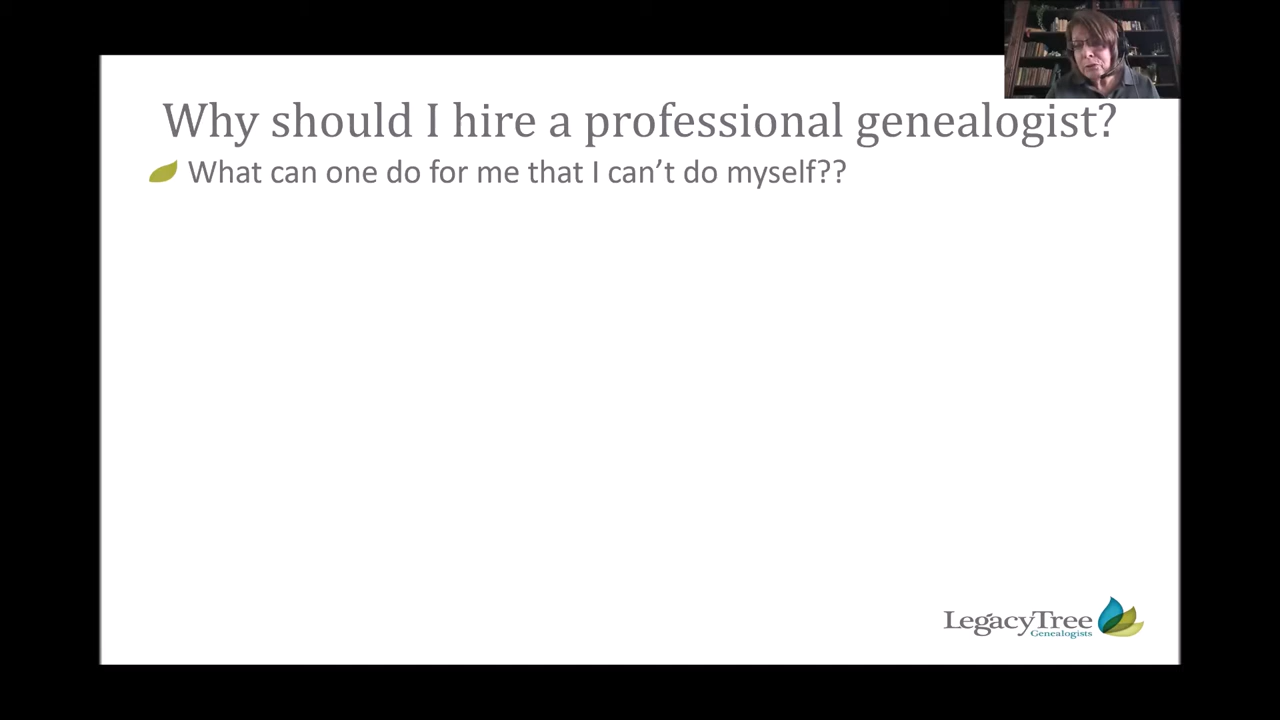 Why should I hire a professional genealogist?
What can one do for me that I can’t do myself??
LegacyTree
Genealogists